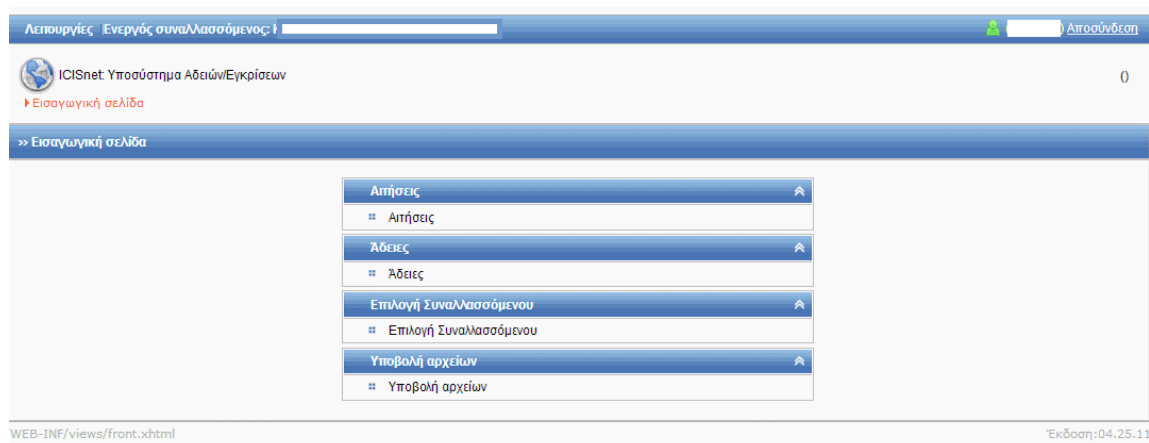 Λειτουργίες |Ενεργός συναλλασσόμενος:
) Αποσύνδεση
ICISnet: Υποσύστημα Αδειών/Εγκρίσεων
()
Εισαγωγική σελίδα
>> Εισαγωγική σελίδα
Αιτήσεις
Αιτήσεις
Άδειες
Άδειες
Επιλογή Συναλλασσόμενου
Επιλογή Συναλλασσόμενου
Υποβολή αρχείων
Υποβολή αρχείων
WEB-INF/views/front.xhtml
Έκδοση:04.25.11